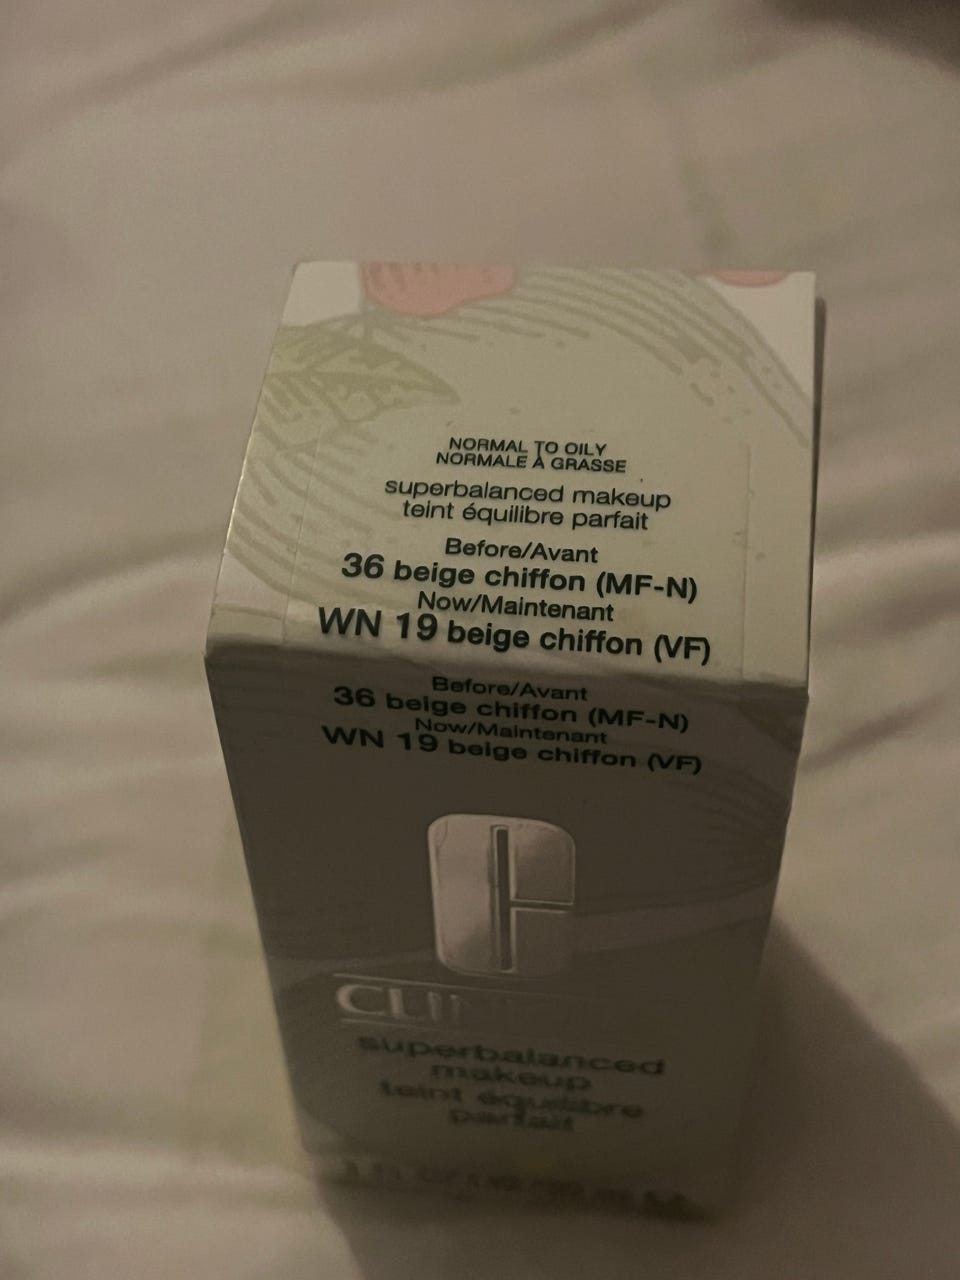 NORMAL TO OILY
NORMALE À GRASSE
superbalanced makeup
teint équilibre parfait
Before/Avant
36 beige chiffon (MF-N)
Now/Maintenant
WN 19 beige chiffon (VF)
Before/Avant
36 beige chiffon (MF-N)
Now/Maintenant
WN 19 beige chiffon (VF)
CLINIQUE
superbalanced
makeup
teint équilibre
parfait